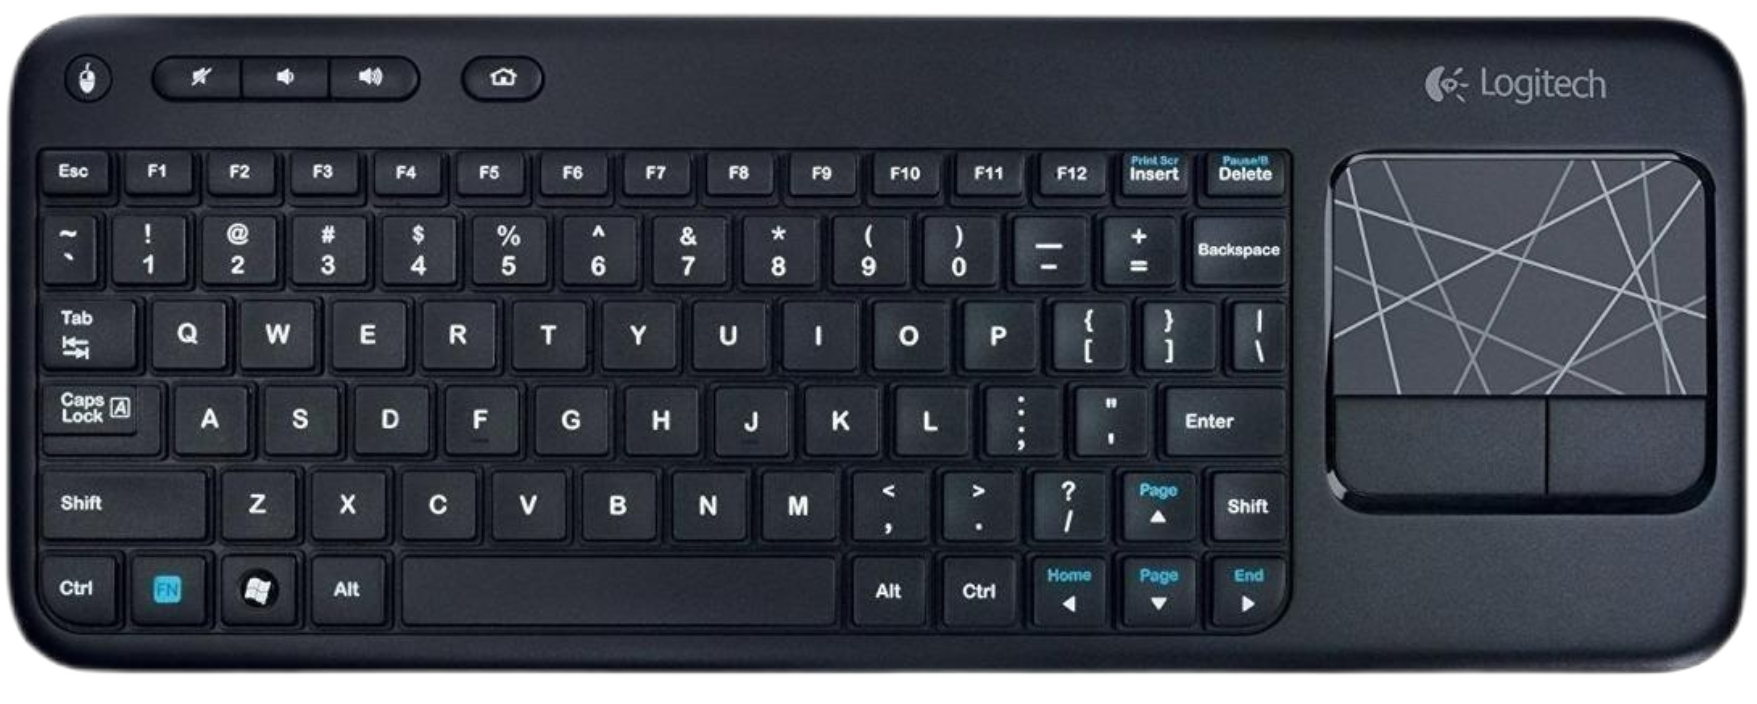 Logitech
Print Scr Pause/B
Esc F1 F2 F3 F4 F5 F6 F7 F8 F9 F10 F11 F12 Insert Delete
~ ! @ # $ % ^ & * ( ) _ +
` 1 2 3 4 5 6 7 8 9 0 - = Backspace
Tab Q W E R T Y U I O P { [ } ] | \
Caps
Lock A A S D F G H J K L : ; " ' Enter
Shift Z X C V B N M < , > . ? / Page Shift
Ctrl FN Alt Alt Ctrl Home Page End